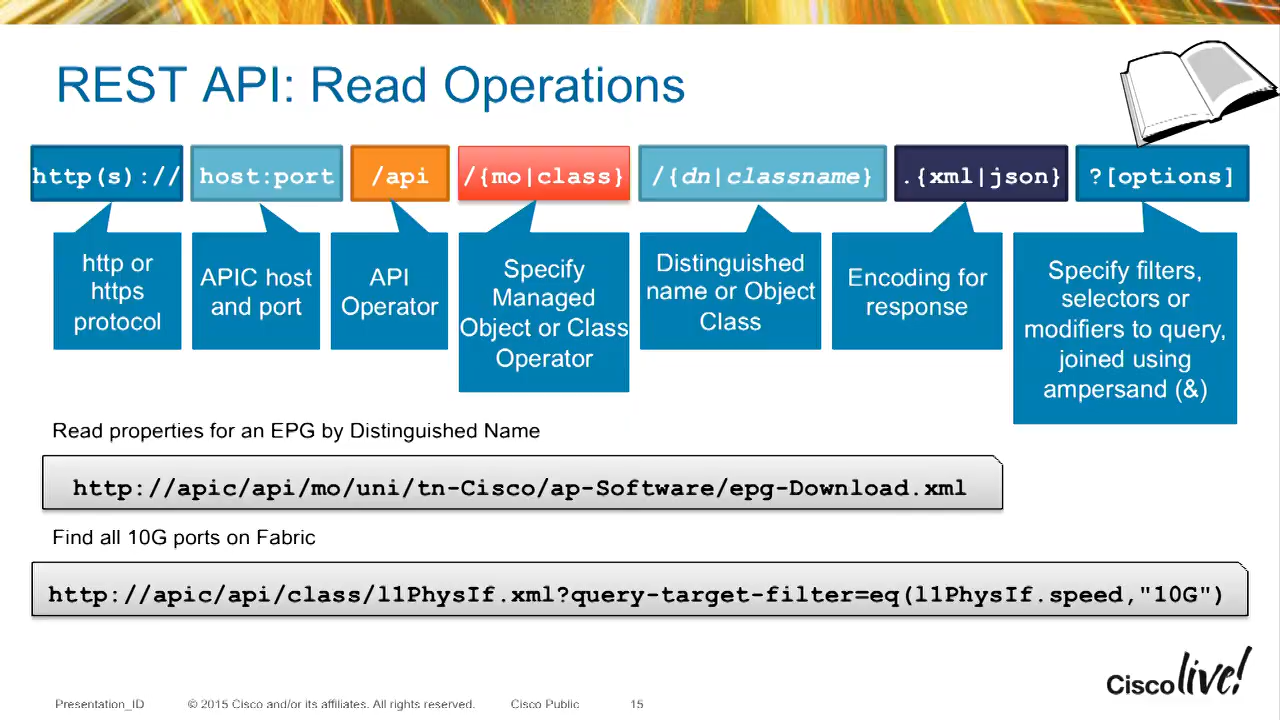 REST API: Read Operations
http(s)://
host:port
/api
/{mo|class}
/{dn|classname}
.{xml|json}
?[options]
http or
https
protocol
APIC host
and port
API
Operator
Specify
Managed
Object or Class
Operator
Distinguished
name or Object
Class
Encoding for
response
Specify filters,
selectors or
modifiers to query,
joined using
ampersand (&)
Read properties for an EPG by Distinguished Name
http://apic/api/mo/uni/tn-Cisco/ap-Software/epg-Download.xml
Find all 10G ports on Fabric
http://apic/api/class/l1PhysIf.xml?query-target-filter=eq(l1PhysIf.speed,"10G")
Cisco live!
Presentation_ID © 2015 Cisco and/or its affiliates. All rights reserved. Cisco Public 15